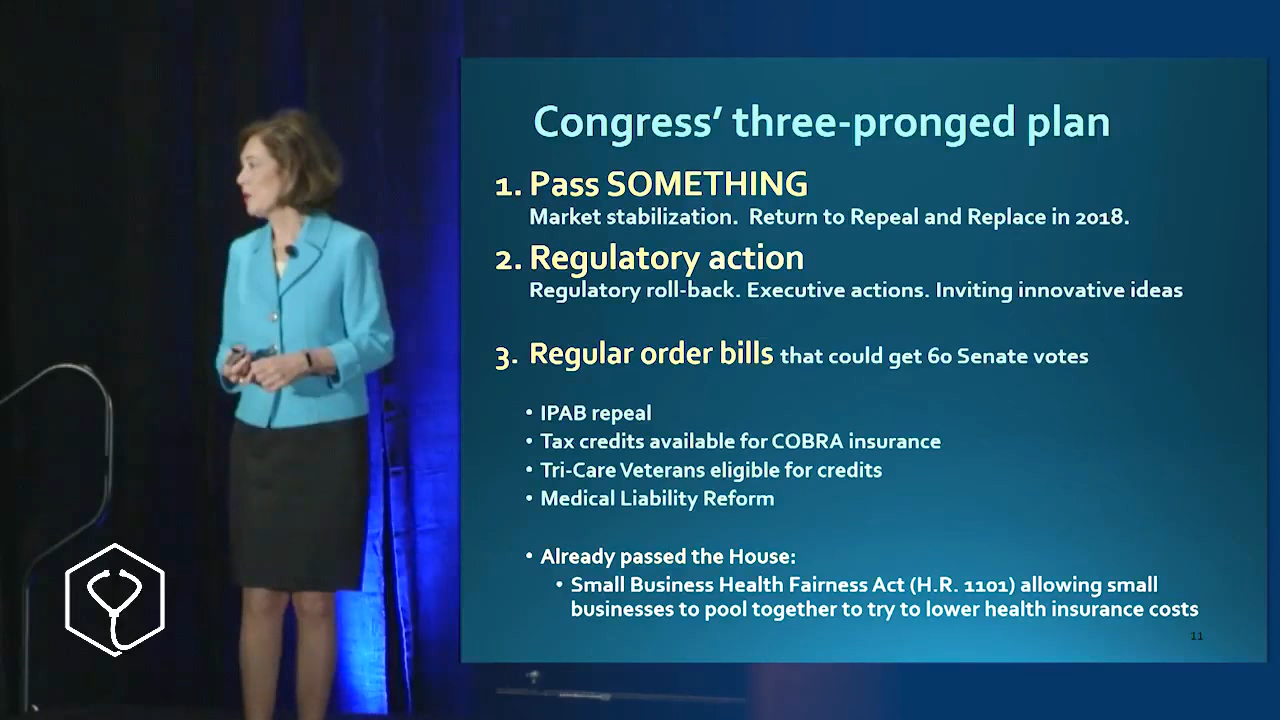 Congress’ three-pronged plan
1. Pass SOMETHING
Market stabilization. Return to Repeal and Replace in 2018.
2. Regulatory action
Regulatory roll-back. Executive actions. Inviting innovative ideas
3. Regular order bills that could get 60 Senate votes
• IPAB repeal
• Tax credits available for COBRA insurance
• Tri-Care Veterans eligible for credits
• Medical Liability Reform
• Already passed the House:
• Small Business Health Fairness Act (H.R. 1101) allowing small
businesses to pool together to try to lower health insurance costs
11